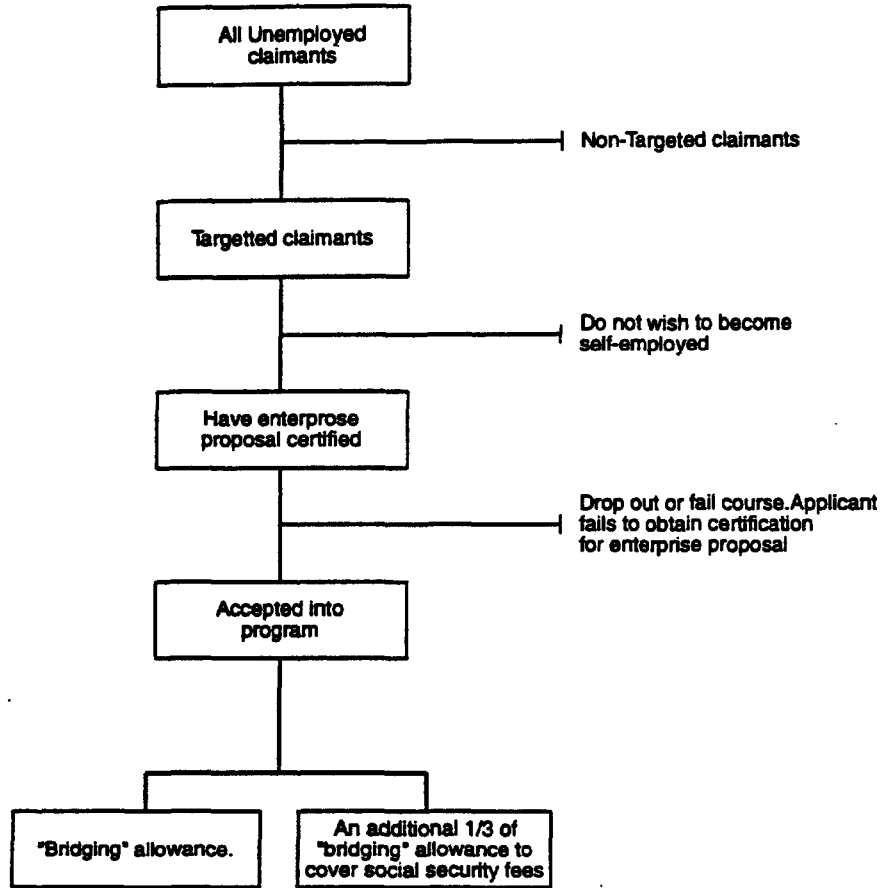 All Unemployed
claimants
Non-Targeted claimants
Targetted claimants
Do not wish to become
self-employed
Have enterprose
proposal certified
Drop out or fail course.Applicant
fails to obtain certification
for enterprise proposal
Accepted into
program
"Bridging" allowance.
An additional 1/3 of
"bridging" allowance to
cover social security fees